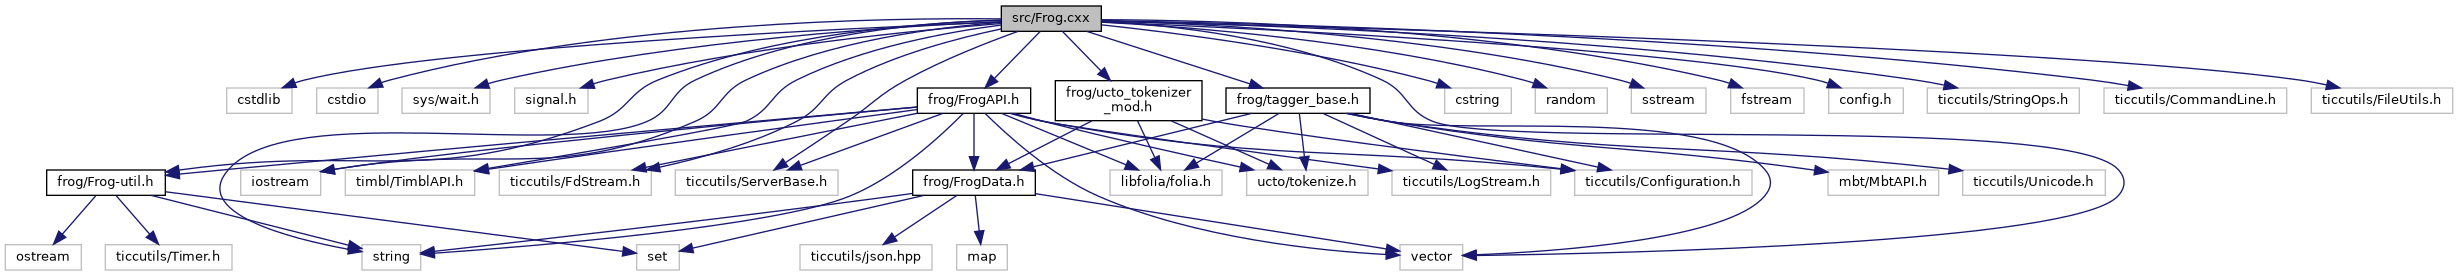 src/Frog.cxx
cstdlib
cstdio
sys/wait.h
signal.h
frog/FrogAPI.h
frog/ucto_tokenizer
_mod.h
frog/tagger_base.h
cstring
random
sstream
fstream
config.h
ticcutils/StringOps.h
ticcutils/CommandLine.h
ticcutils/FileUtils.h
frog/Frog-util.h
iostream
timbl/TimblAPI.h
ticcutils/FdStream.h
ticcutils/ServerBase.h
frog/FrogData.h
libfolia/folia.h
ucto/tokenize.h
ticcutils/LogStream.h
ticcutils/Configuration.h
mbt/MbtAPI.h
ticcutils/Unicode.h
ostream
ticcutils/Timer.h
string
set
ticcutils/json.hpp
map
vector